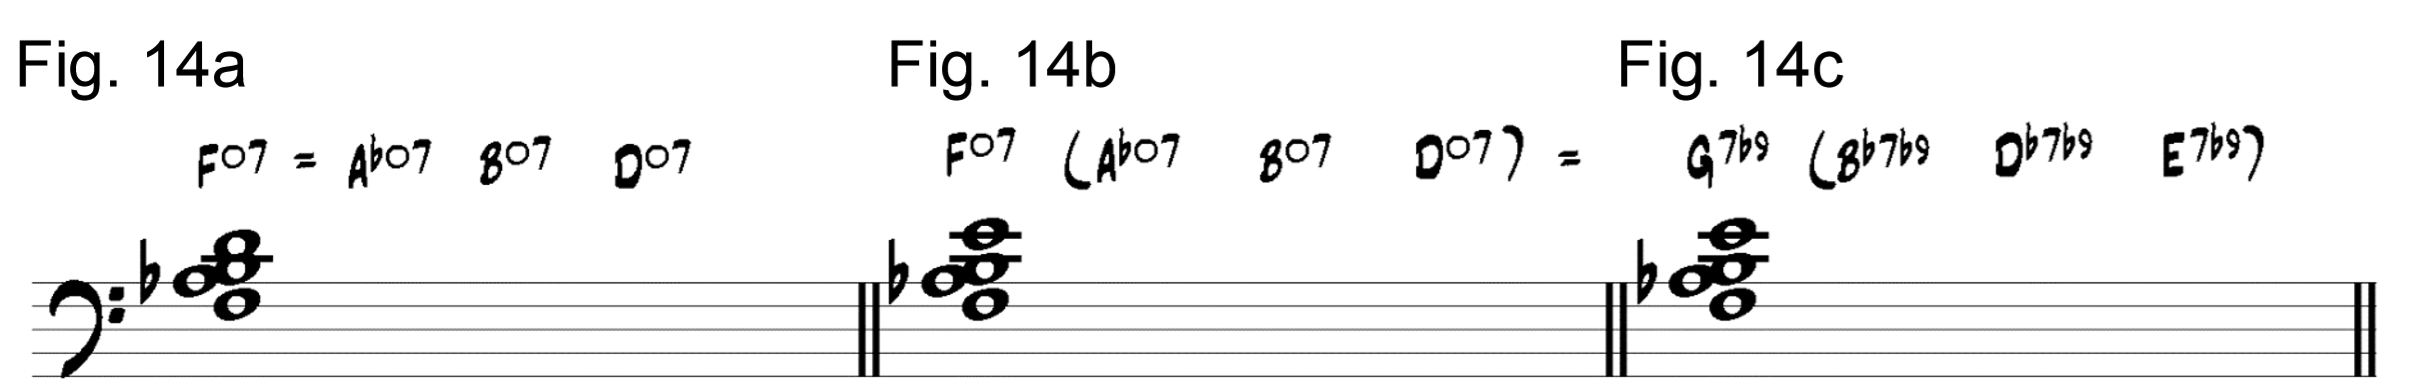 Fig. 14a Fig. 14b Fig. 14c
F○7 = A♭○7 B○7 D○7 F○7 (A♭○7 B○7 D○7) = G7♭9 (B♭7♭9 D♭7♭9 E7♭9)